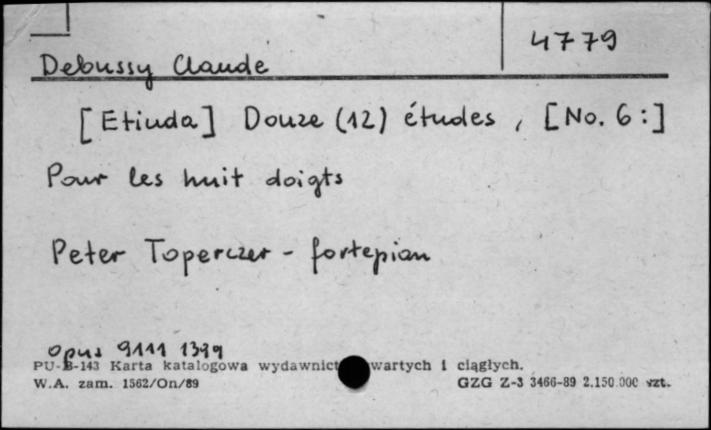 4779
Debussy Claude
[Etiuda] Douze (12) études, [No. 6:]
Pour les huit doigts
Peter Toperczer - fortepian
opus 9111 1399
PU-B-143 Karta katalogowa wydawnict wartych i ciągłych.
W.A. zam. 1562/On/89 GZG Z-3 3466-89 2.150.000 szt.